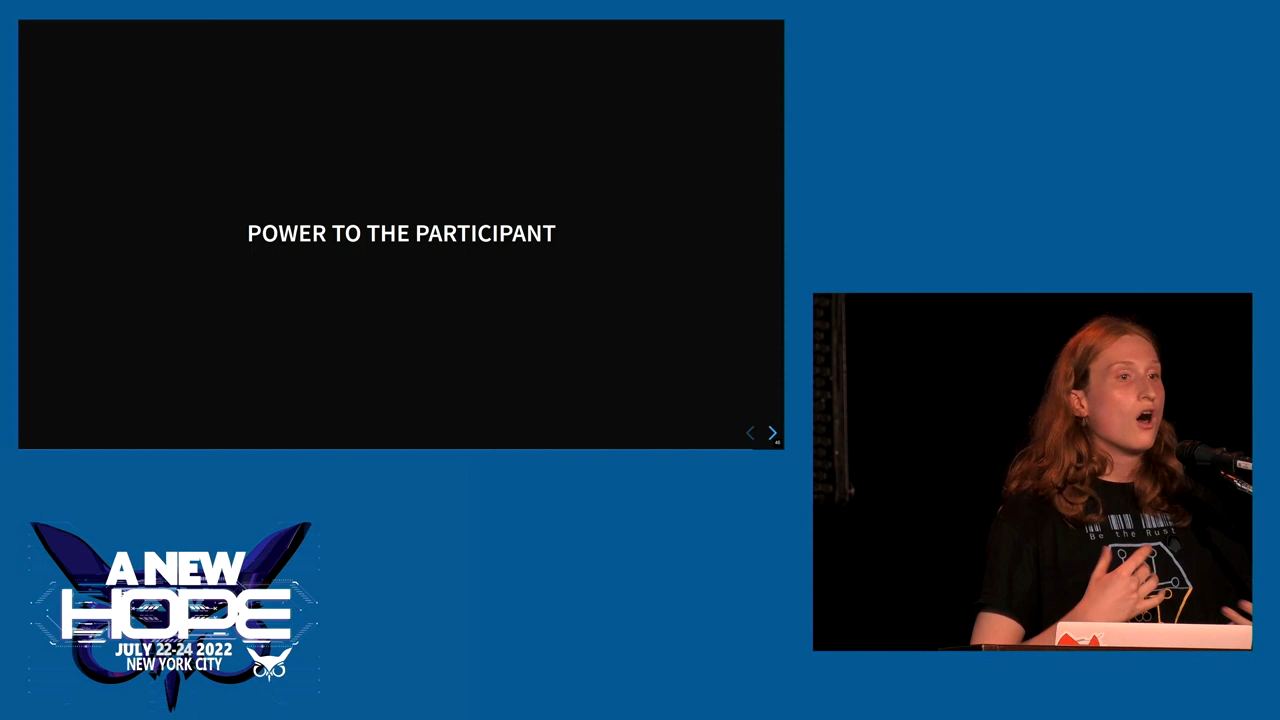 POWER TO THE PARTICIPANT
A NEW
HOPE
JULY 22-24 2022
NEW YORK CITY
Be the Rust